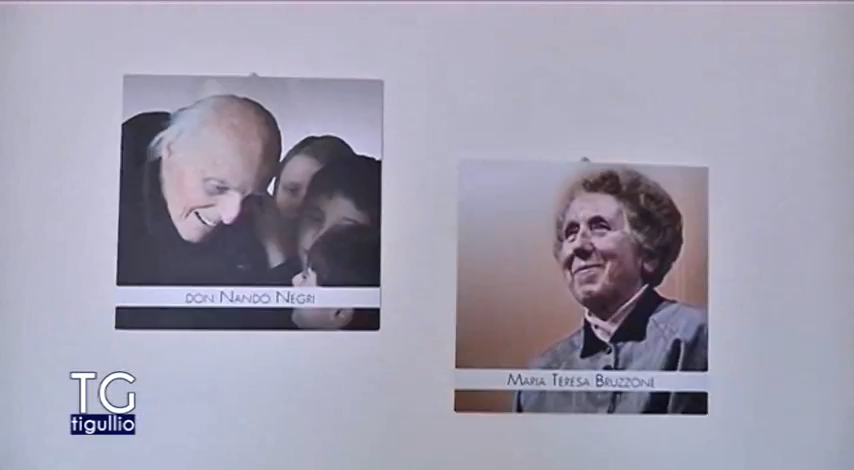 DON NANDO NEGRI
MARIA TERESA BRUZZONE
TG
tigullio